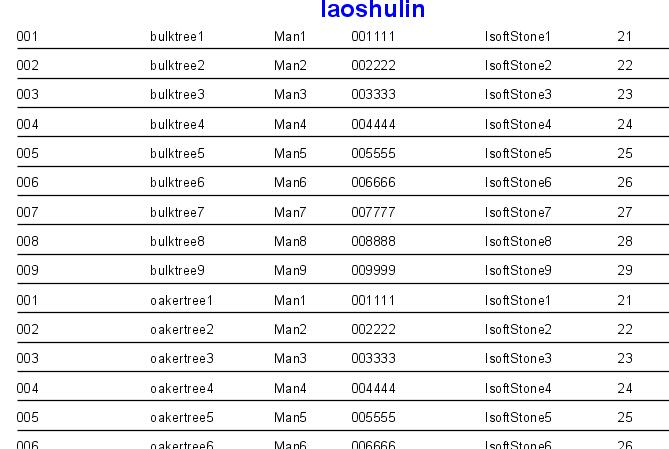 laoshulin
001 bulktree1 Man1 001111 IsoftStone1 21
002 bulktree2 Man2 002222 IsoftStone2 22
003 bulktree3 Man3 003333 IsoftStone3 23
004 bulktree4 Man4 004444 IsoftStone4 24
005 bulktree5 Man5 005555 IsoftStone5 25
006 bulktree6 Man6 006666 IsoftStone6 26
007 bulktree7 Man7 007777 IsoftStone7 27
008 bulktree8 Man8 008888 IsoftStone8 28
009 bulktree9 Man9 009999 IsoftStone9 29
001 oakertree1 Man1 001111 IsoftStone1 21
002 oakertree2 Man2 002222 IsoftStone2 22
003 oakertree3 Man3 003333 IsoftStone3 23
004 oakertree4 Man4 004444 IsoftStone4 24
005 oakertree5 Man5 005555 IsoftStone5 25
006 oakertree6 Man6 006666 IsoftStone6 26